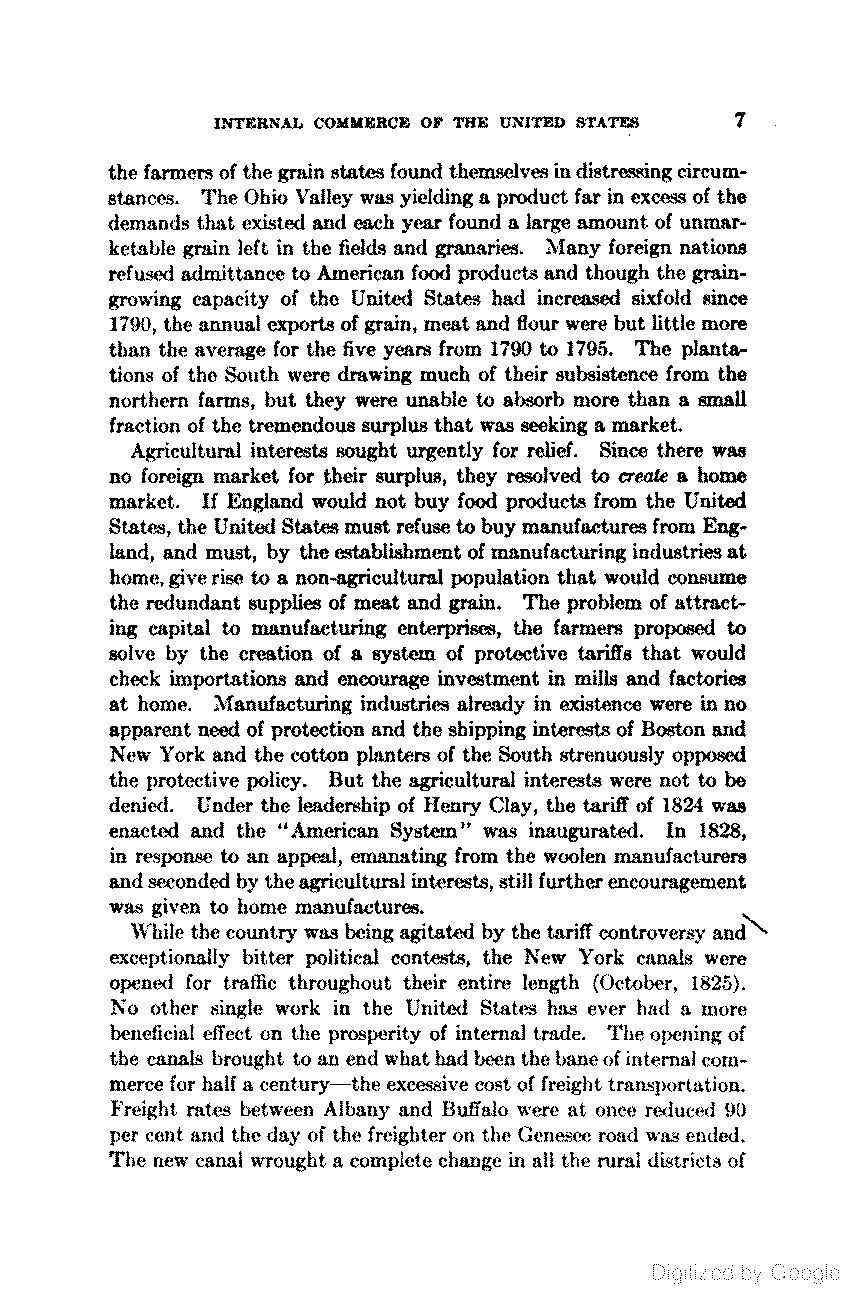 INTERNAL COMMERCE OF THE UNITED STATES 7
the farmers of the grain states found themselves in distressing circum-
stances. The Ohio Valley was yielding a product far in excess of the
demands that existed and each year found a large amount of unmar-
ketable grain left in the fields and granaries. Many foreign nations
refused admittance to American food products and though the grain-
growing capacity of the United States had increased sixfold since
1790, the annual exports of grain, meat and flour were but little more
than the average for the five years from 1790 to 1795. The planta-
tions of the South were drawing much of their subsistence from the
northern farms, but they were unable to absorb more than a small
fraction of the tremendous surplus that was seeking a market.
Agricultural interests sought urgently for relief. Since there was
no foreign market for their surplus, they resolved to create a home
market. If England would not buy food products from the United
States, the United States must refuse to buy manufactures from Eng-
land, and must, by the establishment of manufacturing industries at
home, give rise to a non-agricultural population that would consume
the redundant supplies of meat and grain. The problem of attract-
ing capital to manufacturing enterprises, the farmers proposed to
solve by the creation of a system of protective tariffs that would
check importations and encourage investment in mills and factories
at home. Manufacturing industries already in existence were in no
apparent need of protection and the shipping interests of Boston and
New York and the cotton planters of the South strenuously opposed
the protective policy. But the agricultural interests were not to be
denied. Under the leadership of Henry Clay, the tariff of 1824 was
enacted and the "American System" was inaugurated. In 1828,
in response to an appeal, emanating from the woolen manufacturers
and seconded by the agricultural interests, still further encouragement
was given to home manufactures.
While the country was being agitated by the tariff controversy and
exceptionally bitter political contests, the New York canals were
opened for traffic throughout their entire length (October, 1825).
No other single work in the United States has ever had a more
beneficial effect on the prosperity of internal trade. The opening of
the canals brought to an end what had been the bane of internal com-
merce for half a century—the excessive cost of freight transportation.
Freight rates between Albany and Buffalo were at once reduced 90
per cent and the day of the freighter on the Genesee road was ended.
The new canal wrought a complete change in all the rural districts of
Digitized by Google